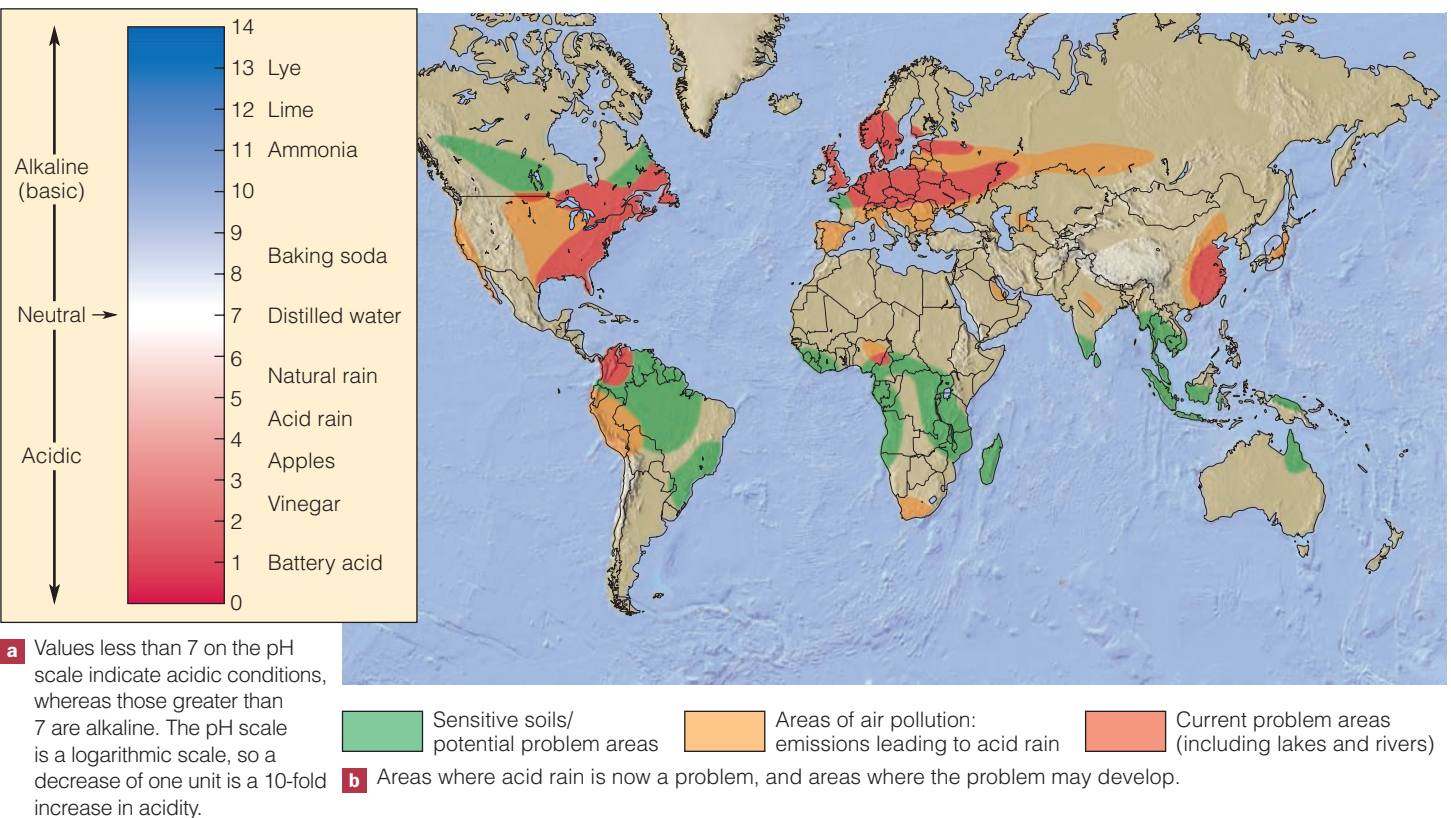 14
13 Lye
12 Lime
11 Ammonia
Alkaline
(basic)
10
9
Baking soda
8
Neutral
7 Distilled water
6
Natural rain
5
Acid rain
4
Acidic
Apples
3
Vinegar
2
1 Battery acid
0
a Values less than 7 on the pH
scale indicate acidic conditions,
whereas those greater than
7 are alkaline. The pH scale
is a logarithmic scale, so a
decrease of one unit is a 10-fold
increase in acidity.
Sensitive soils/
potential problem areas
Areas of air pollution:
emissions leading to acid rain
Current problem areas
(including lakes and rivers)
b Areas where acid rain is now a problem, and areas where the problem may develop.